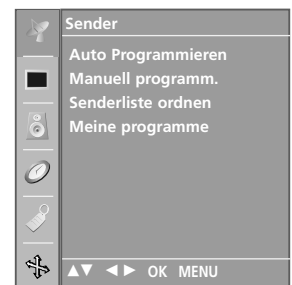 Sender
Auto Programmieren
Manuell programm.
Senderliste ordnen
Meine programme
▲▼ ◄► OK MENU